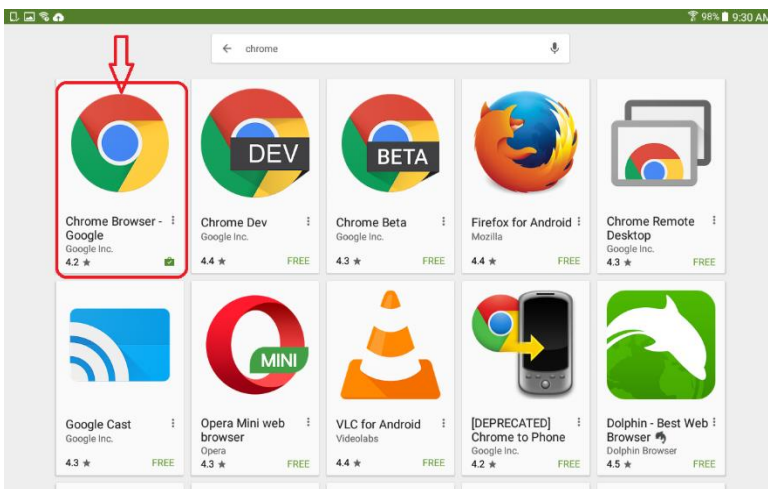 98% 9:30 AM
chrome
DEV
BETA
Chrome Browser -
Google
Google Inc.
4.2
Chrome Dev
Google Inc.
4.4 FREE
Chrome Beta
Google Inc.
4.3 FREE
Firefox for Android
Mozilla
4.4 FREE
Chrome Remote
Desktop
Google Inc.
4.3 FREE
MINI
Google Cast
Google Inc.
4.3 FREE
Opera Mini web
browser
Opera
4.3 FREE
VLC for Android
Videolabs
4.4 FREE
[DEPRECATED]
Chrome to Phone
Google Inc.
4.2 FREE
Dolphin - Best Web
Browser
Dolphin Browser
4.5 FREE